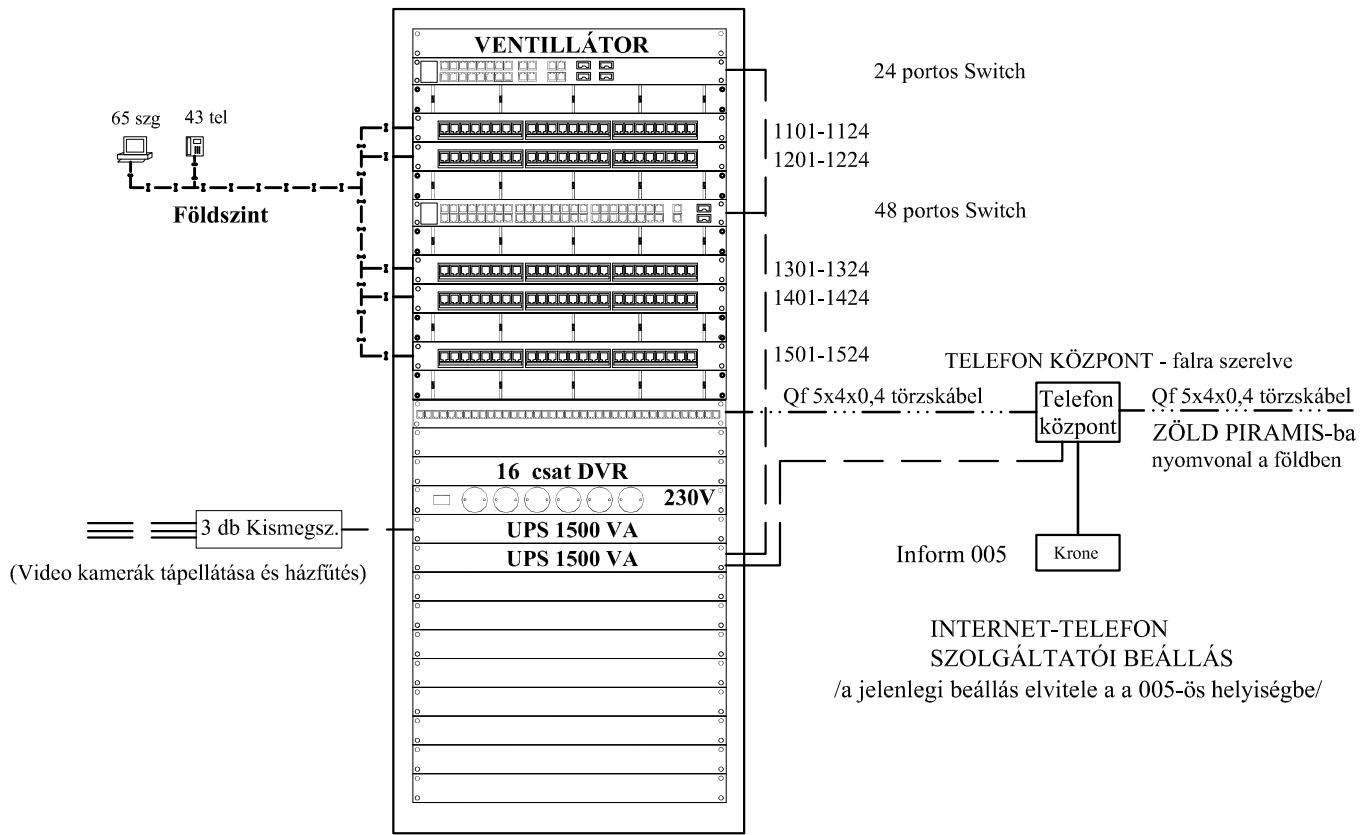 VENTILLÁTOR
24 portos Switch
65 szg
43 tel
1101-1124
1201-1224
Földszint
48 portos Switch
1301-1324
1401-1424
1501-1524
TELEFON KÖZPONT - falra szerelve
Qf 5x4x0,4 törzskábel
Telefon
központ
Qf 5x4x0,4 törzskábel
ZÖLD PIRAMIS-ba
nyomvonal a földben
16 csat DVR
230V
3 db Kismegsz.
UPS 1500 VA
UPS 1500 VA
(Video kamerák tápellátása és házfűtés)
Inform 005
Krone
INTERNET-TELEFON
SZOLGÁLTATÓI BEÁLLÁS
/a jelenlegi beállás elvitele a a 005-ös helyiségbe/